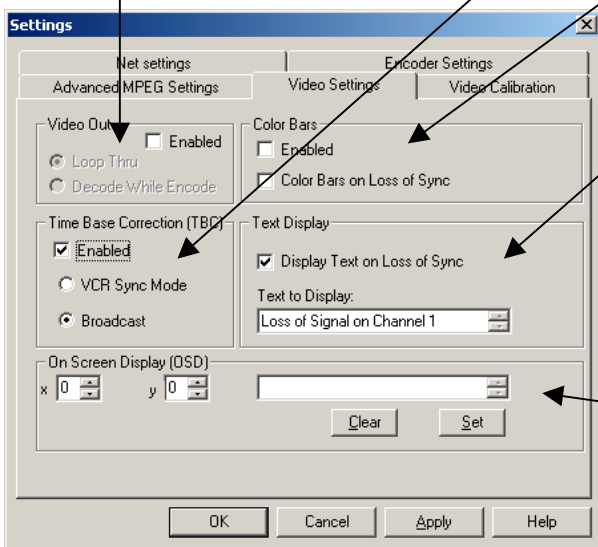 Settings
Net settings
Encoder Settings
Advanced MPEG Settings
Video Settings
Video Calibration
Video Out
Enabled
Loop Thru
Decode While Encode
Color Bars
Enabled
Color Bars on Loss of Sync
Time Base Correction (TBC)
Enabled
VCR Sync Mode
Broadcast
Text Display
Display Text on Loss of Sync
Text to Display:
Loss of Signal on Channel 1
On Screen Display (OSD)
x 0 y 0
Clear Set
OK Cancel Apply Help